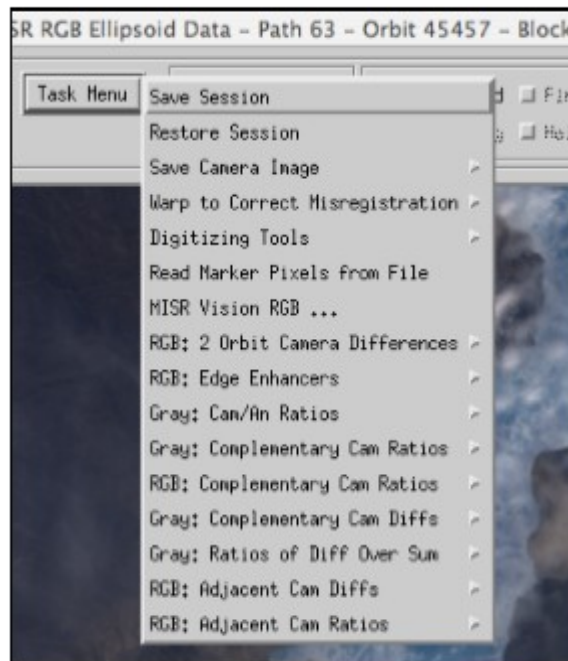 SR RGB Ellipsoid Data – Path 63 – Orbit 45457 – Block
Task Menu
Save Session
Restore Session
Save Camera Image
Warp to Correct Misregistration
Digitizing Tools
Read Marker Pixels from File
MISR Vision RGB ...
RGB: 2 Orbit Camera Differences
RGB: Edge Enhancers
Gray: Cam/An Ratios
Gray: Complementary Cam Ratios
RGB: Complementary Cam Ratios
Gray: Complementary Cam Diffs
Gray: Ratios of Diff Over Sum
RGB: Adjacent Cam Diffs
RGB: Adjacent Cam Ratios